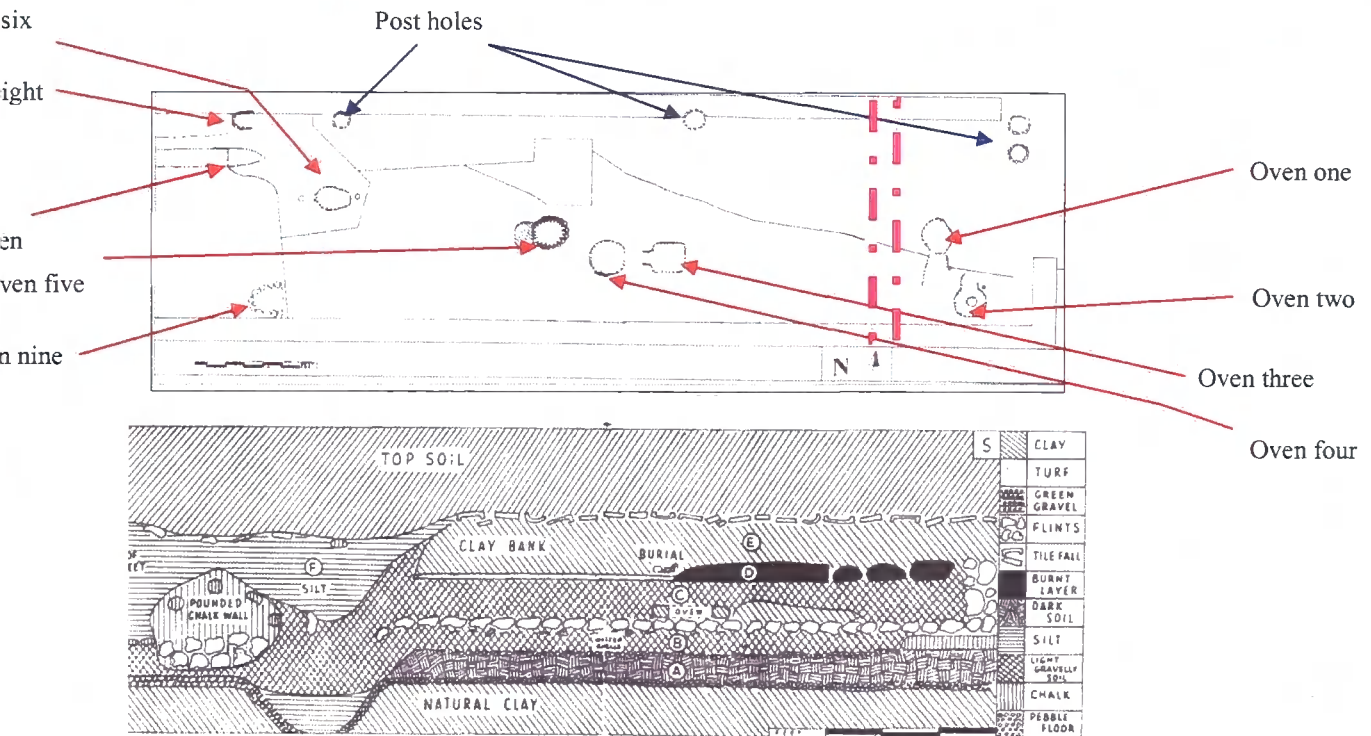 six
Post holes
eight
Oven one
en
ven five
Oven two
n nine
N
Oven three
Oven four
TOP SOIL
S
CLAY
TURF
GREEN GRAVEL
FLINTS
TILE FALL
BURNT LAYER
DARK SOIL
SILT
LIGHT GRAVELLY SOIL
CHALK
PEBBLE FLOOR
CLAY BANK
BURIAL
E
D
F
SILT
C
OVEN
POUNDED CHALK WALL
B
A
NATURAL CLAY